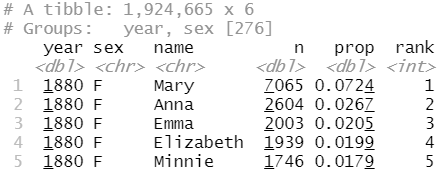 # A tibble: 1,924,665 x 6
# Groups: year, sex [276]
year sex name n prop rank
<dbl> <chr> <chr> <dbl> <dbl> <int>
1 1880 F Mary 7065 0.0724 1
2 1880 F Anna 2604 0.0267 2
3 1880 F Emma 2003 0.0205 3
4 1880 F Elizabeth 1939 0.0199 4
5 1880 F Minnie 1746 0.0179 5